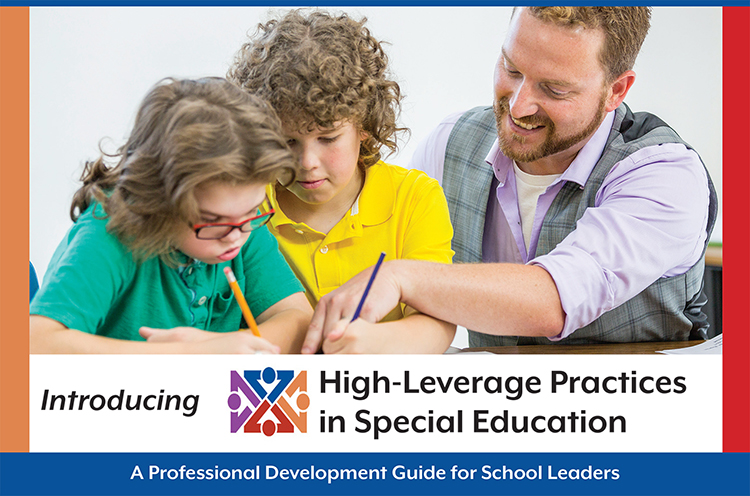 Introducing
High-Leverage Practices
in Special Education
A Professional Development Guide for School Leaders